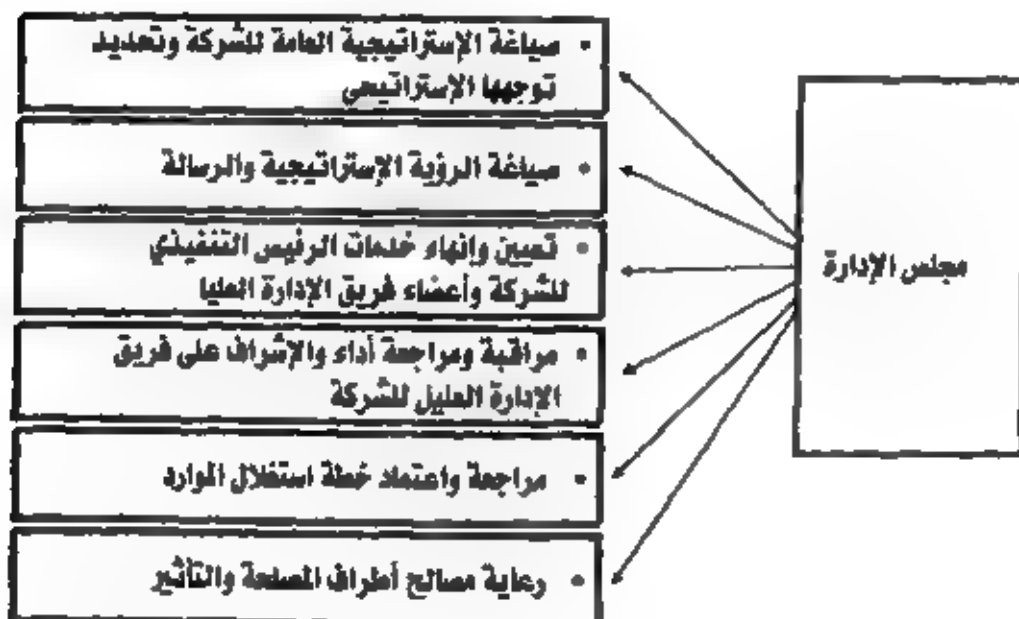 • صياغة الإستراتيجية العامة للشركة وتحديد
توجهها الإستراتيجي
• صياغة الرؤية الإستراتيجية والرسالة
• تعيين وإنهاء خدمات الرئيس التنفيذي
للشركة وأعضاء فريق الإدارة العليا
• مراقبة ومراجعة أداء والإشراف على فريق
الإدارة العليل للشركة
• مراجعة واعتماد خطة استغلال الموارد
• رعاية مصالح أطراف المصلحة والتأثير
مجلس الإدارة